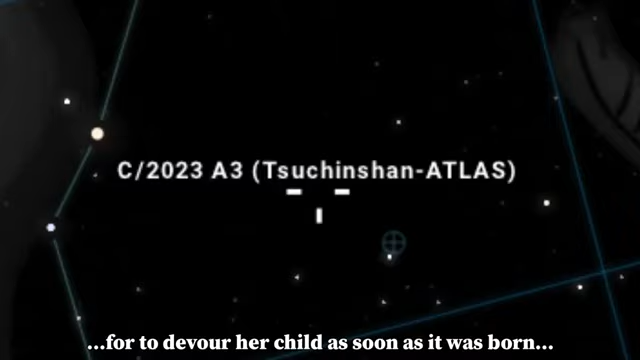 C/2023 A3 (Tsuchinshan-ATLAS)
...for to devour her child as soon as it was born...